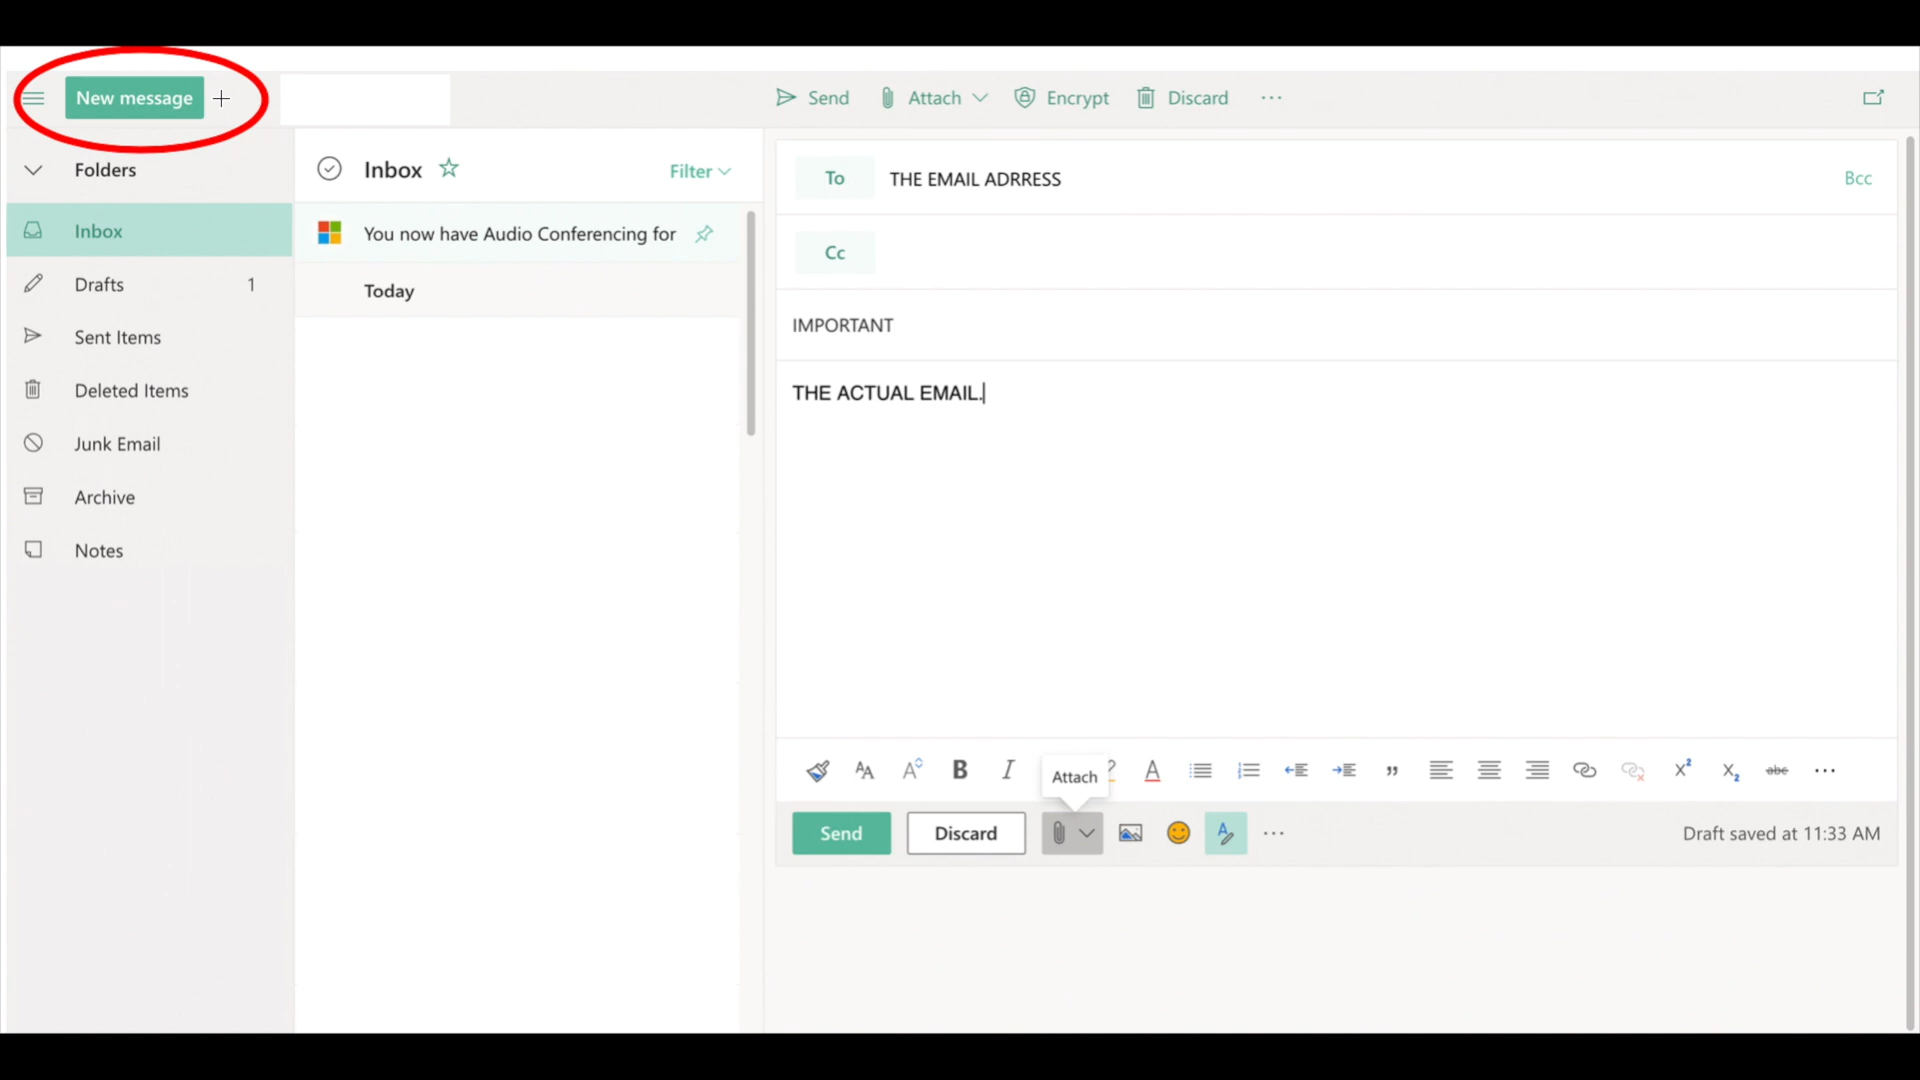 New message
Send
Attach
Encrypt
Discard
Folders
Inbox
Drafts 1
Sent Items
Deleted Items
Junk Email
Archive
Notes
Inbox
Filter
You now have Audio Conferencing for
Today
To THE EMAIL ADRRESS Bcc
Cc
IMPORTANT
THE ACTUAL EMAIL.
Attach
Send
Discard
Draft saved at 11:33 AM